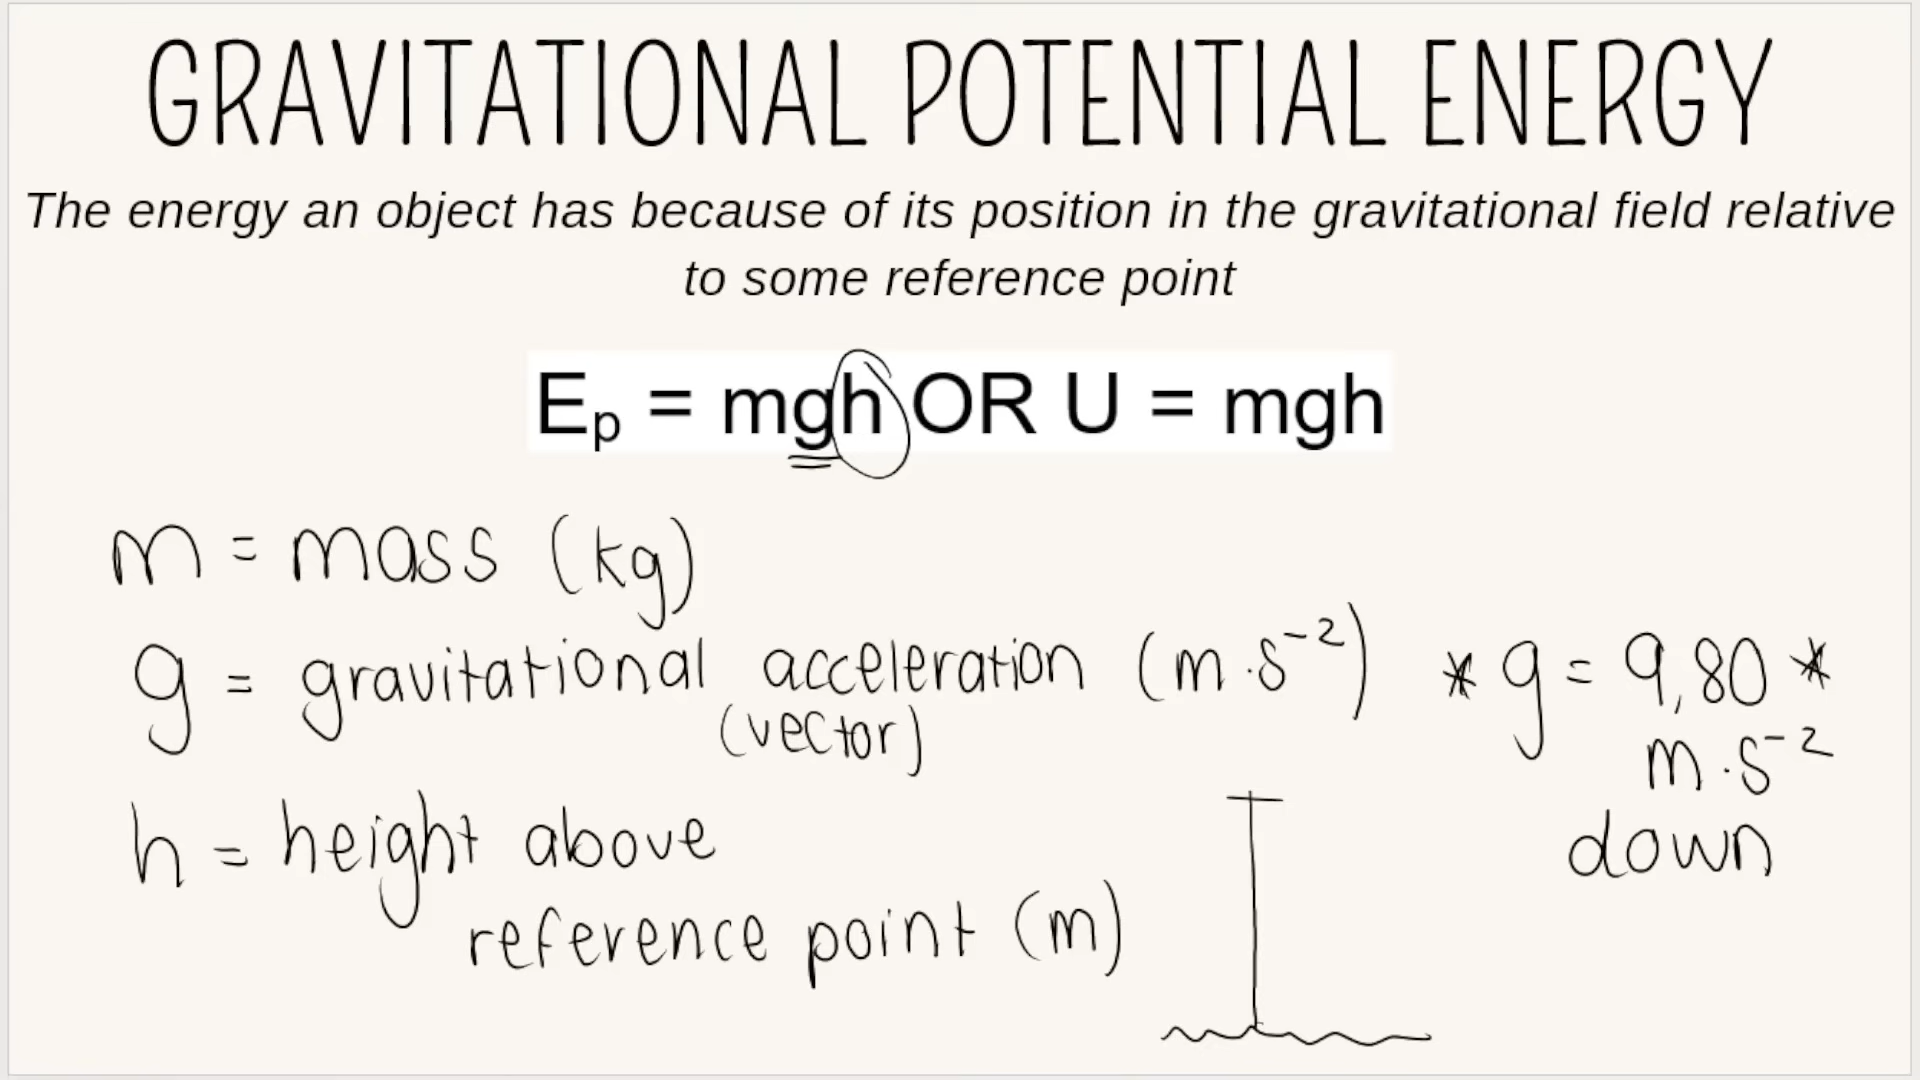 GRAVITATIONAL POTENTIAL ENERGY
The energy an object has because of its position in the gravitational field relative
to some reference point
Eₚ = mgh OR U = mgh
m = mass (kg)
g = gravitational acceleration (m·s⁻²) * g = 9,80 *
(vector)
m·s⁻²
h = height above
down
reference point (m)